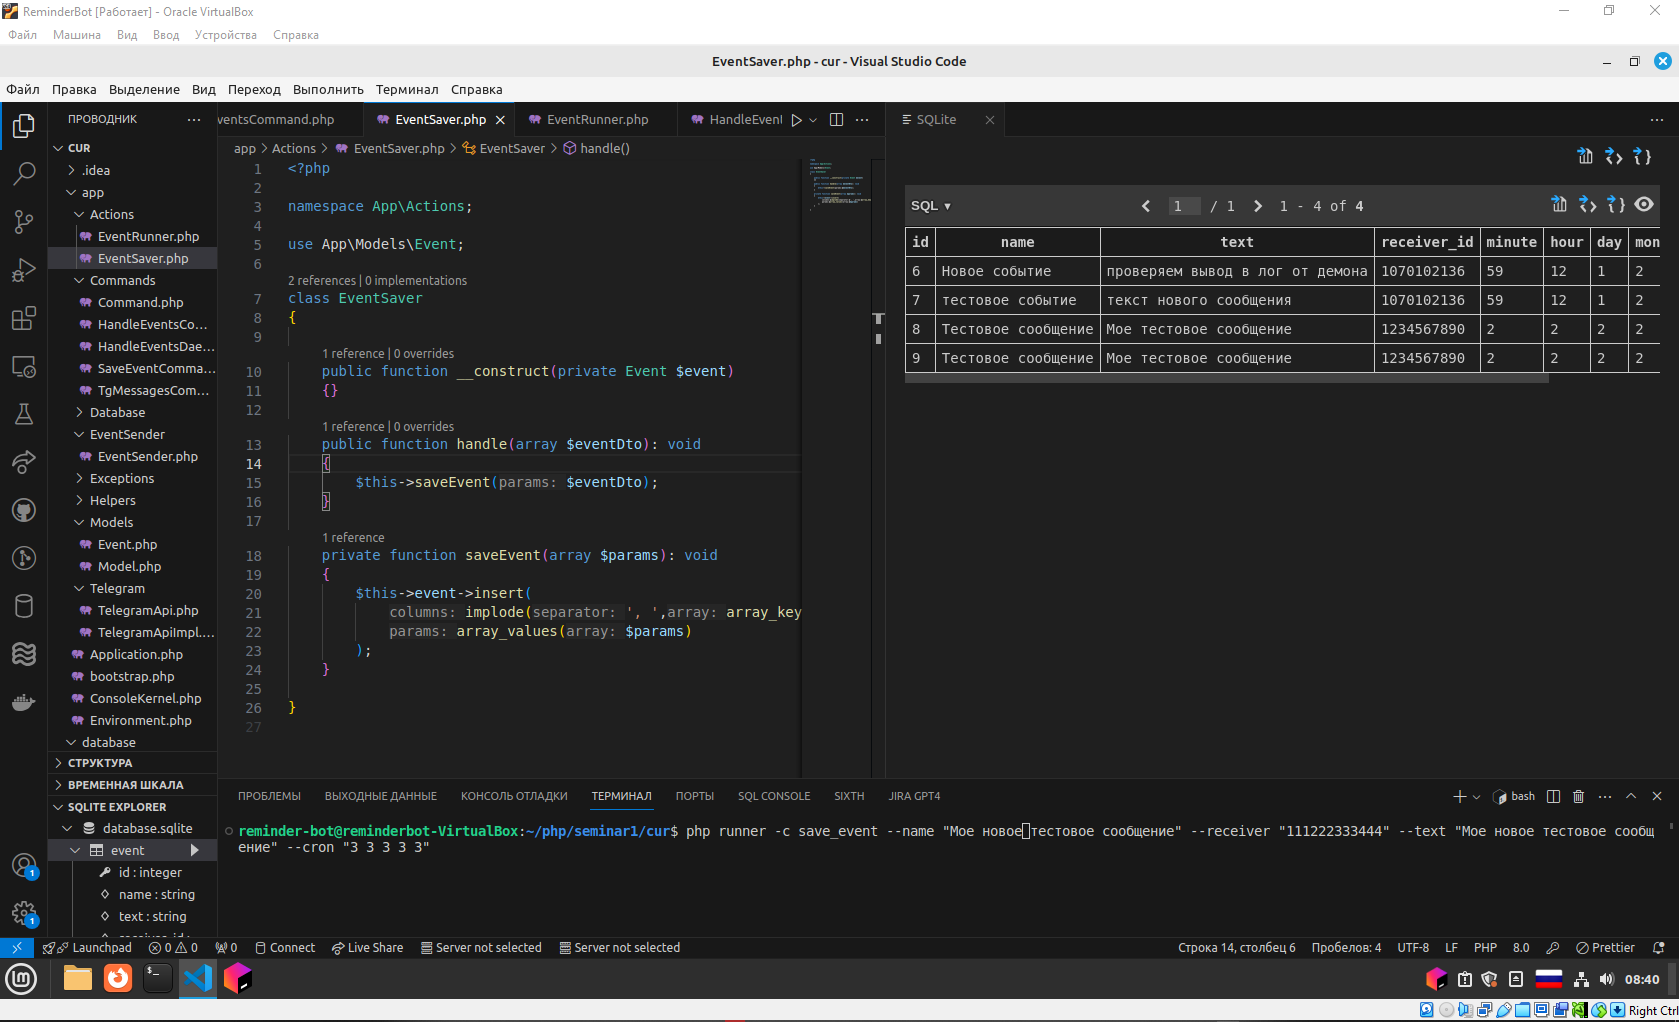 ReminderBot [Работает] - Oracle VirtualBox
Файл Машина Вид Ввод Устройства Справка
EventSaver.php - cur - Visual Studio Code
Файл Правка Выделение Вид Переход Выполнить Терминал Справка
ПРОВОДНИК
CUR
.idea
app
Actions
EventRunner.php
EventSaver.php
Commands
Command.php
HandleEventsCo...
HandleEventsDae...
SaveEventComma...
TgMessagesCom...
Database
EventSender
EventSender.php
Exceptions
Helpers
Models
Event.php
Model.php
Telegram
TelegramApi.php
TelegramApiImpl....
Application.php
bootstrap.php
ConsoleKernel.php
Environment.php
database
СТРУКТУРА
ВРЕМЕННАЯ ШКАЛА
SQLITE EXPLORER
database.sqlite
event
id : integer
name : string
text : string
ventsCommand.php EventSaver.php EventRunner.php HandleEvent
app > Actions > EventSaver.php > EventSaver > handle()
1 <?php
2
3 namespace App\Actions;
4
5 use App\Models\Event;
6
2 references | 0 implementations
7 class EventSaver
8 {
9
1 reference | 0 overrides
10 public function __construct(private Event $event)
11 {}
12
1 reference | 0 overrides
13 public function handle(array $eventDto): void
14 {
15 $this->saveEvent(params: $eventDto);
16 }
17
1 reference
18 private function saveEvent(array $params): void
19 {
20 $this->event->insert(
21 columns: implode(separator: ', ',array: array_key
22 params: array_values(array: $params)
23 );
24 }
25
26 }
27
SQLite
SQL ▾ 1 / 1 1 - 4 of 4
id name text receiver_id minute hour day mon
6 Новое событие проверяем вывод в лог от демона 1070102136 59 12 1 2
7 тестовое событие текст нового сообщения 1070102136 59 12 1 2
8 Тестовое сообщение Мое тестовое сообщение 1234567890 2 2 2 2
9 Тестовое сообщение Мое тестовое сообщение 1234567890 2 2 2 2
ПРОБЛЕМЫ ВЫХОДНЫЕ ДАННЫЕ КОНСОЛЬ ОТЛАДКИ ТЕРМИНАЛ ПОРТЫ SQL CONSOLE SIXTH JIRA GPT4
bash
reminder-bot@reminderbot-VirtualBox:~/php/seminar1/cur$ php runner -c save_event --name "Мое новое тестовое сообщение" --receiver "111222333444" --text "Мое новое тестовое сообщ
ение" --cron "3 3 3 3 3"
1
1
Launchpad 0 0 0 Connect Live Share Server not selected Server not selected
Строка 14, столбец 6 Пробелов: 4 UTF-8 LF PHP 8.0 Prettier
08:40
Right Ctrl